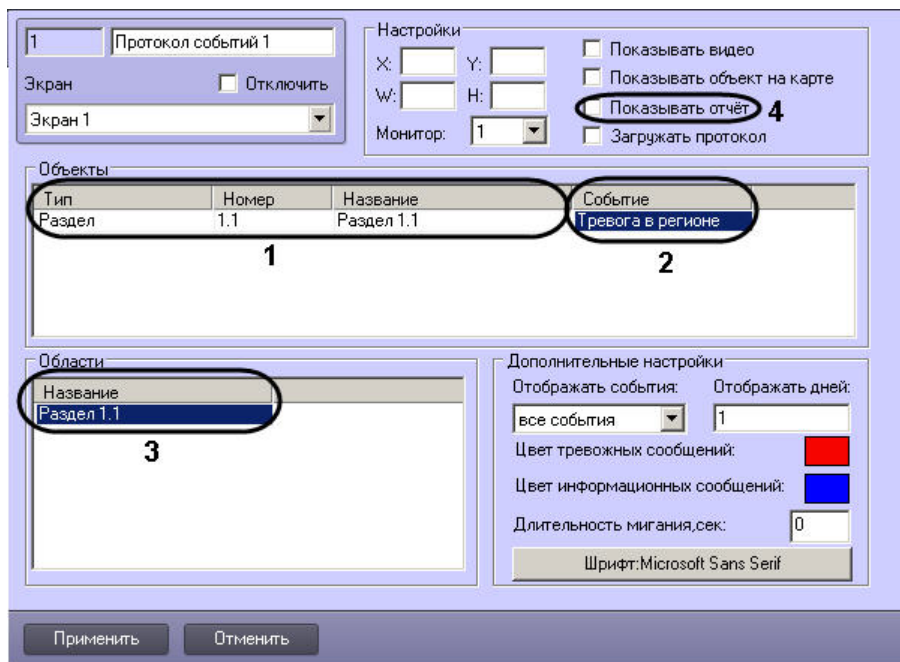 1
Протокол событий 1
Экран
Отключить
Экран 1
Настройки
X:
Y:
W:
H:
Монитор:
1
Показывать видео
Показывать объект на карте
Показывать отчёт
4
Загружать протокол
Объекты
Тип Номер Название Событие
Раздел 1.1 Раздел 1.1 Тревога в регионе
1
2
Области
Название
Раздел 1.1
3
Дополнительные настройки
Отображать события: Отображать дней:
все события 1
Цвет тревожных сообщений:
Цвет информационных сообщений:
Длительность мигания,сек: 0
Шрифт:Microsoft Sans Serif
Применить Отменить